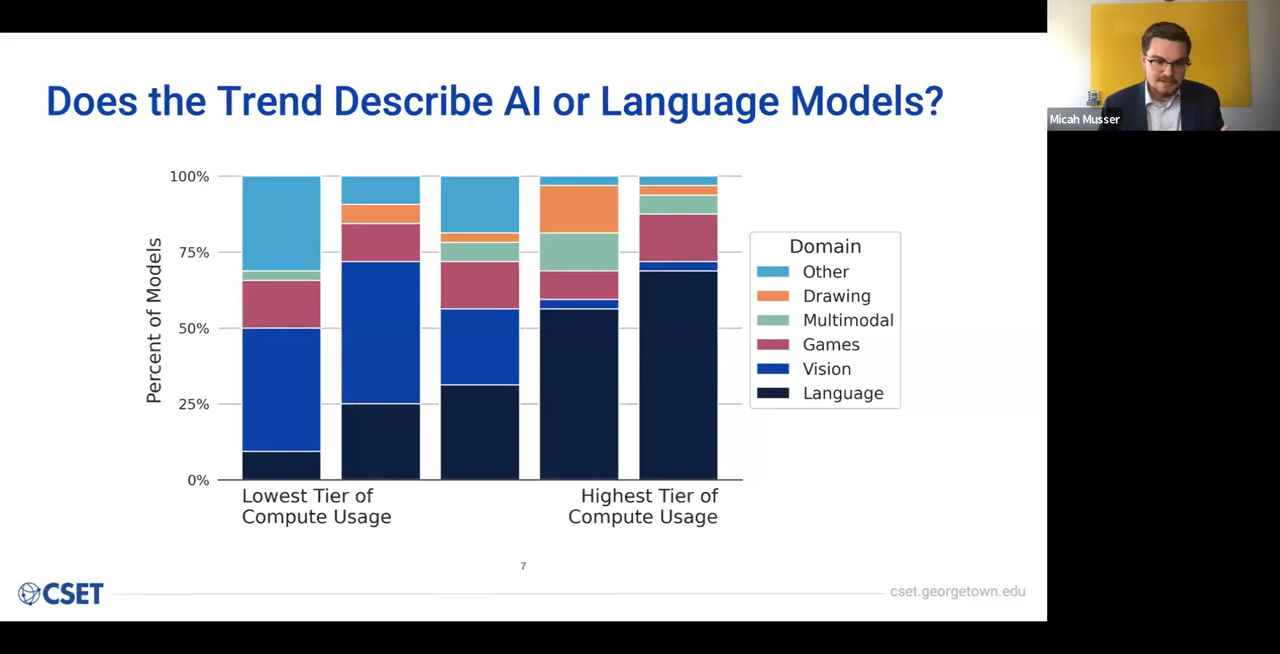 Does the Trend Describe AI or Language Models?
Micah Musser
100%
75%
50%
25%
0%
Percent of Models
Domain
Other
Drawing
Multimodal
Games
Vision
Language
Lowest Tier of
Compute Usage
Highest Tier of
Compute Usage
7
CSET
cset.georgetown.edu